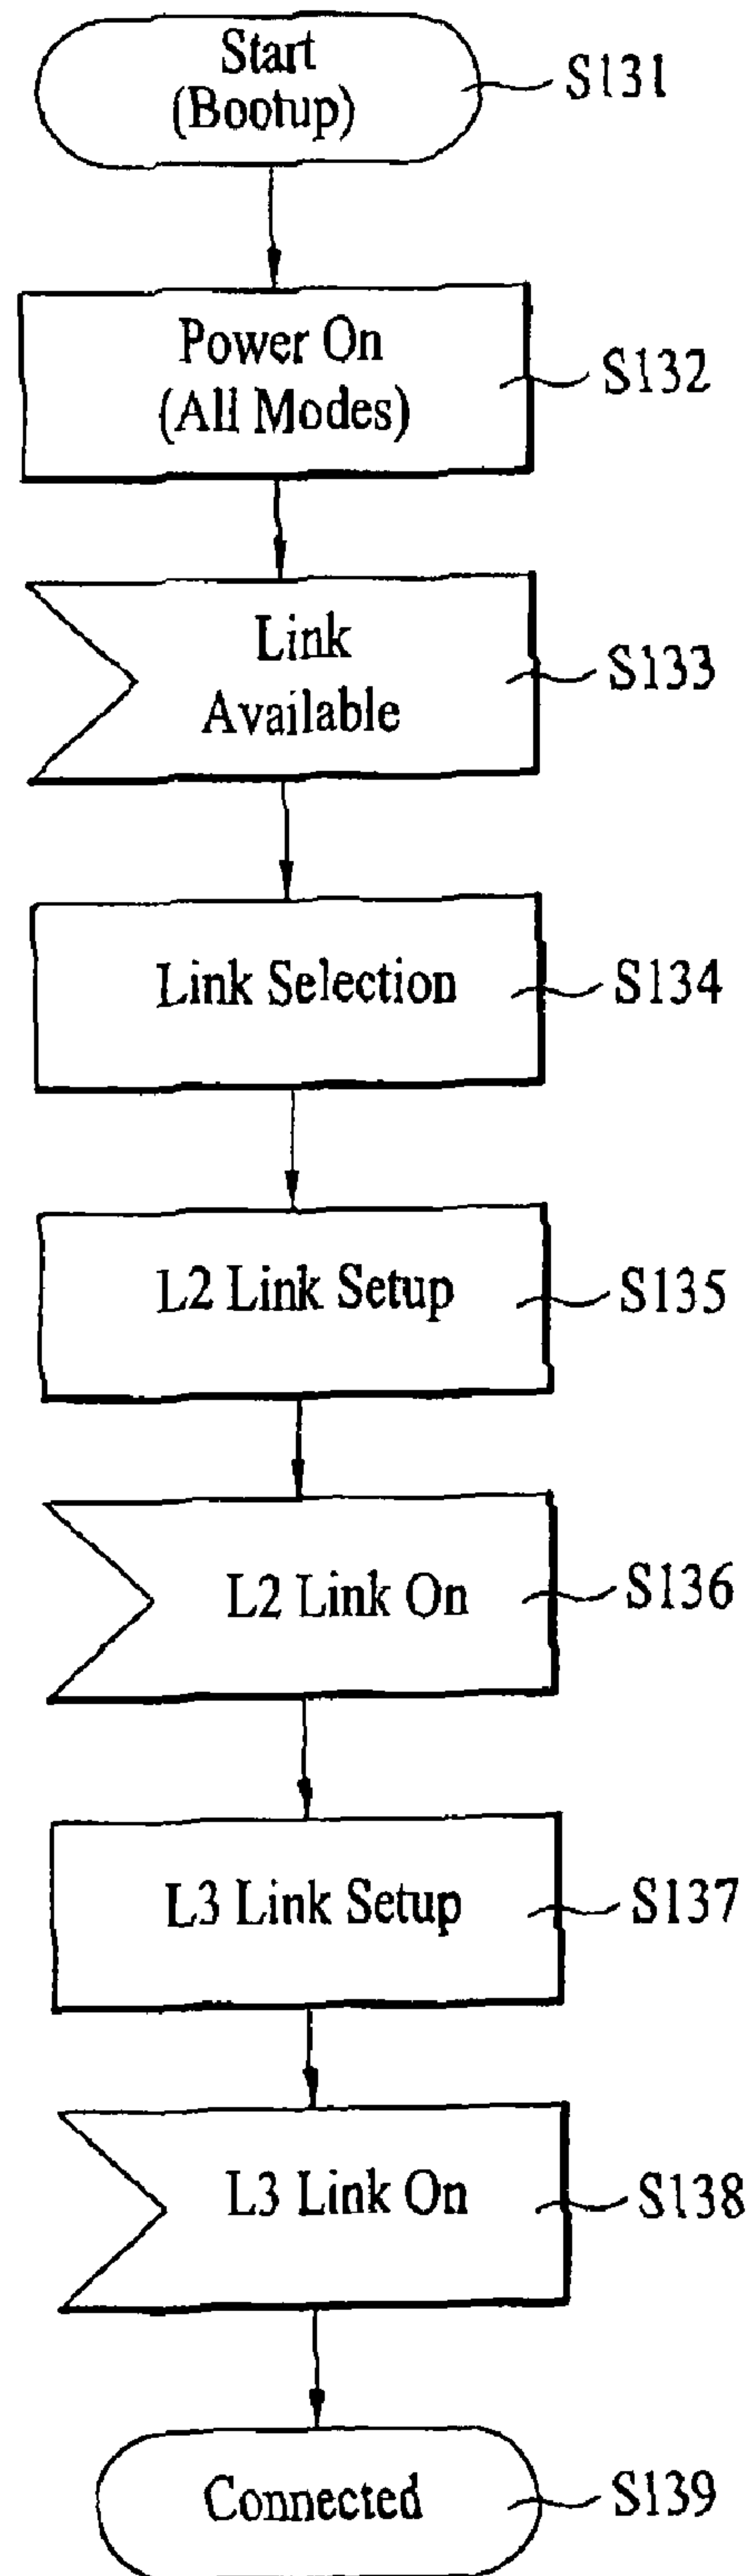 Start
(Bootup)
S131
Power On
(All Modes)
S132
Link
Available
S133
Link Selection
S134
L2 Link Setup
S135
L2 Link On
S136
L3 Link Setup
S137
L3 Link On
S138
Connected
S139